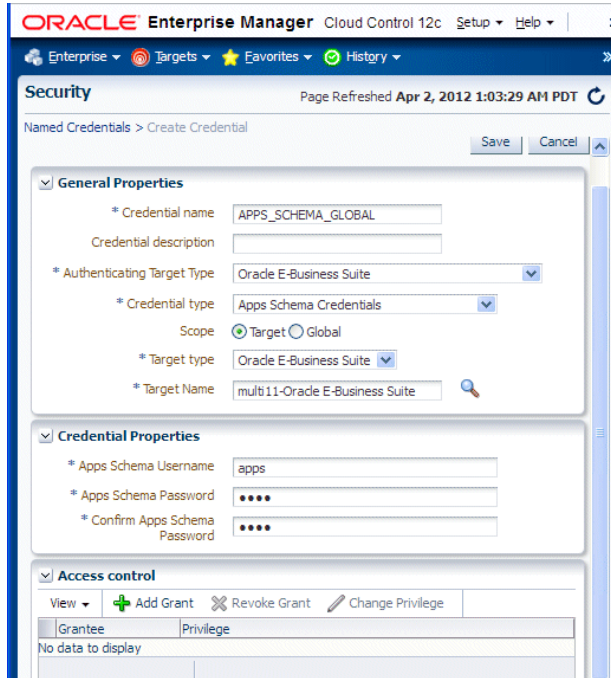 ORACLE Enterprise Manager Cloud Control 12c Setup Help
Enterprise Targets Favorites History »
Security Page Refreshed Apr 2, 2012 1:03:29 AM PDT
Named Credentials > Create Credential
Save Cancel
General Properties
* Credential name APPS_SCHEMA_GLOBAL
Credential description
* Authenticating Target Type Oracle E-Business Suite
* Credential type Apps Schema Credentials
Scope Target Global
* Target type Oracle E-Business Suite
* Target Name multi11-Oracle E-Business Suite
Credential Properties
* Apps Schema Username apps
* Apps Schema Password ••••
* Confirm Apps Schema
Password ••••
Access control
View Add Grant Revoke Grant Change Privilege
Grantee Privilege
No data to display